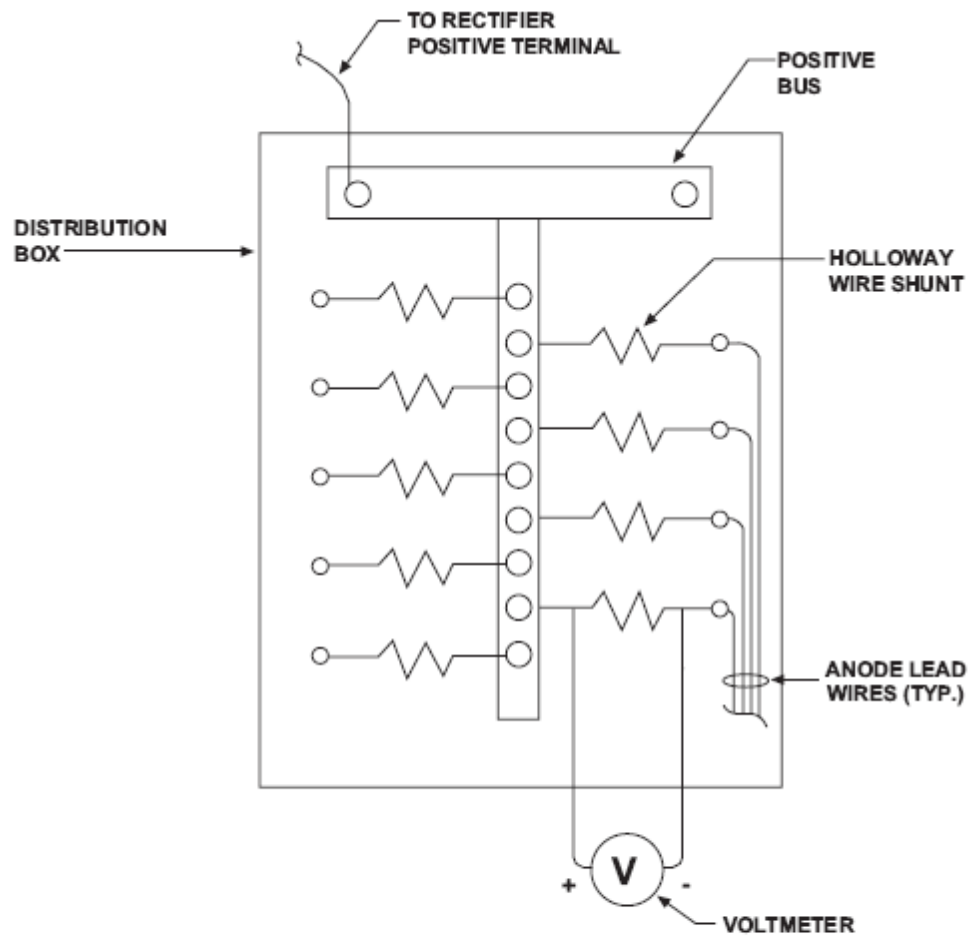 TO RECTIFIER
POSITIVE TERMINAL
POSITIVE
BUS
DISTRIBUTION
BOX
HOLLOWAY
WIRE SHUNT
ANODE LEAD
WIRES (TYP.)
+ V -
VOLTMETER